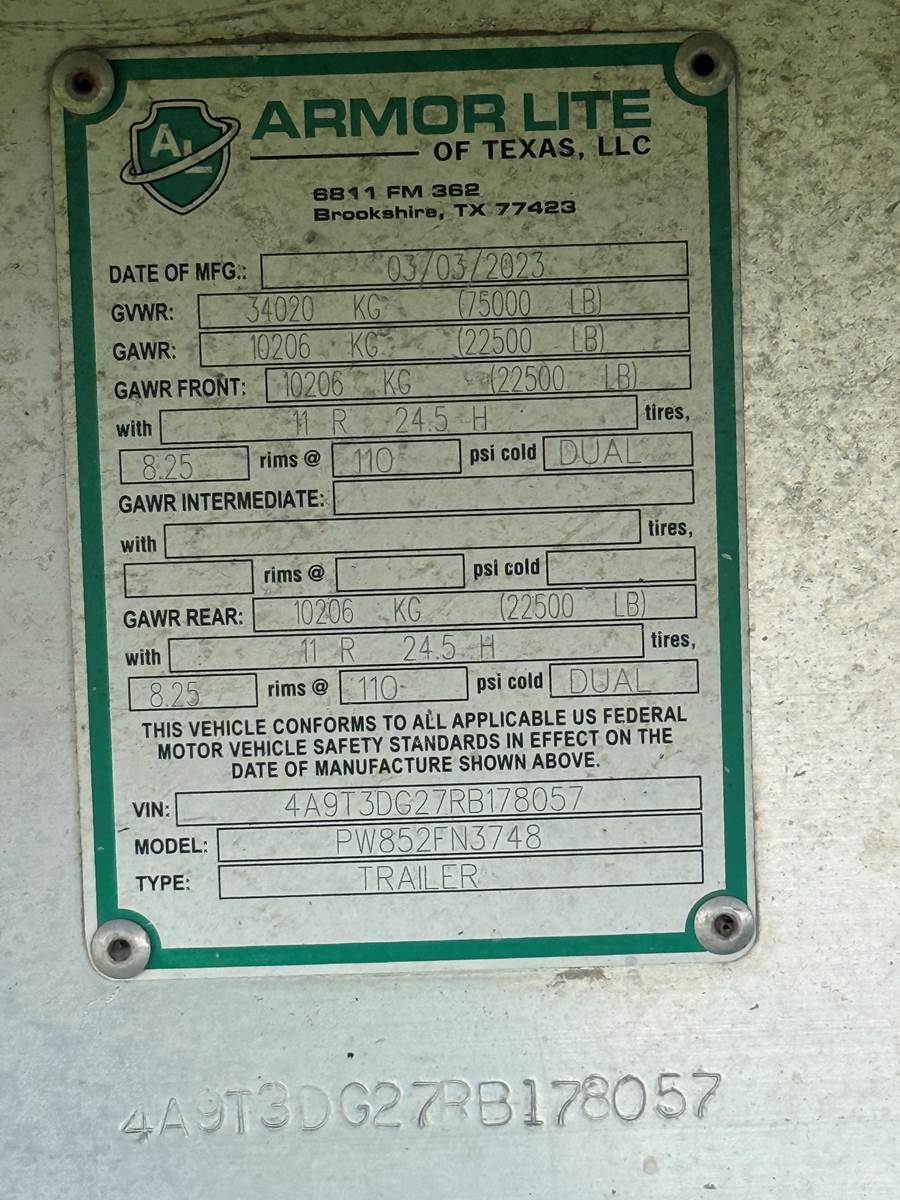 AL
ARMOR LITE
OF TEXAS, LLC
6811 FM 362
Brookshire, TX 77423
DATE OF MFG.: 03/03/2023
GVWR: 34020 KG (75000 LB)
GAWR: 10206 KG (22500 LB)
GAWR FRONT: 10206 KG (22500 LB)
with 11 R 24.5 H tires,
8.25 rims @ 110 psi cold DUAL
GAWR INTERMEDIATE:
with tires,
rims @ psi cold
GAWR REAR: 10206 KG (22500 LB)
with 11 R 24.5 H tires,
8.25 rims @ 110 psi cold DUAL
THIS VEHICLE CONFORMS TO ALL APPLICABLE US FEDERAL
MOTOR VEHICLE SAFETY STANDARDS IN EFFECT ON THE
DATE OF MANUFACTURE SHOWN ABOVE.
VIN: 4A9T3DG27RB178057
MODEL: PW852FN3748
TYPE: TRAILER
4A9T3DG27RB178057